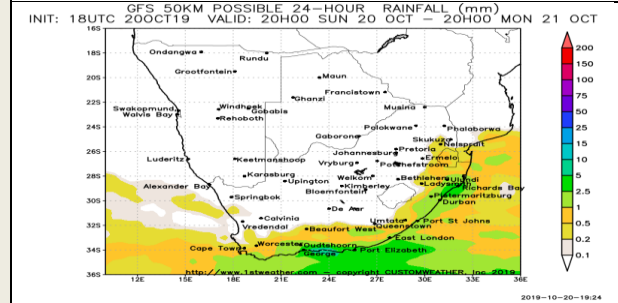 GFS 50KM POSSIBLE 24-HOUR RAINFALL (mm)
INIT: 18UTC 20OCT19 VALID: 20H00 SUN 20 OCT - 20H00 MON 21 OCT
16S
18S
20S
22S
24S
26S
28S
30S
32S
34S
36S
Ondangwa
Rundu
Grootfontein
Maun
Francistown
Ghanzi
Musina
Swakopmund
Windhoek
Gobabis
Walvis Bay
Rehoboth
Polokwane
Phalaborwa
Gaborone
Skukuza
Nelspruit
Pretoria
Johannesburg
Ermelo
Luderitz
Keetmanshoop
Vryburg
Potchefstroom
Karasburg
Welkom
Bethlehem
Ulundi
Alexander Bay
Upington
Kimberley
Ladysmith
Richards Bay
Bloemfontein
Springbok
Pietermaritzburg
Durban
De Aar
Calvinia
Umtata
Port St Johns
Vredendal
Beaufort West
Queenstown
East London
Cape Town
Worcester
Oudtshoorn
George
Port Elizabeth
http://www.1stweather.com - copyright CUSTOMWEATHER, Inc 2019
12E
15E
18E
21E
24E
27E
30E
33E
36E
200
150
100
75
50
25
15
10
5
2.5
1
0.5
0.2
0.1
2019-10-20-19:24